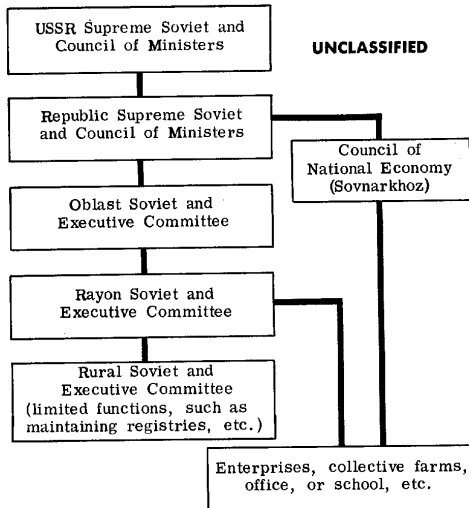 USSR Supreme Soviet and
Council of Ministers
UNCLASSIFIED
Republic Supreme Soviet
and Council of Ministers
Council of
National Economy
(Sovnarkhoz)
Oblast Soviet and
Executive Committee
Rayon Soviet and
Executive Committee
Rural Soviet and
Executive Committee
(limited functions, such as
maintaining registries, etc.)
Enterprises, collective farms,
office, or school, etc.